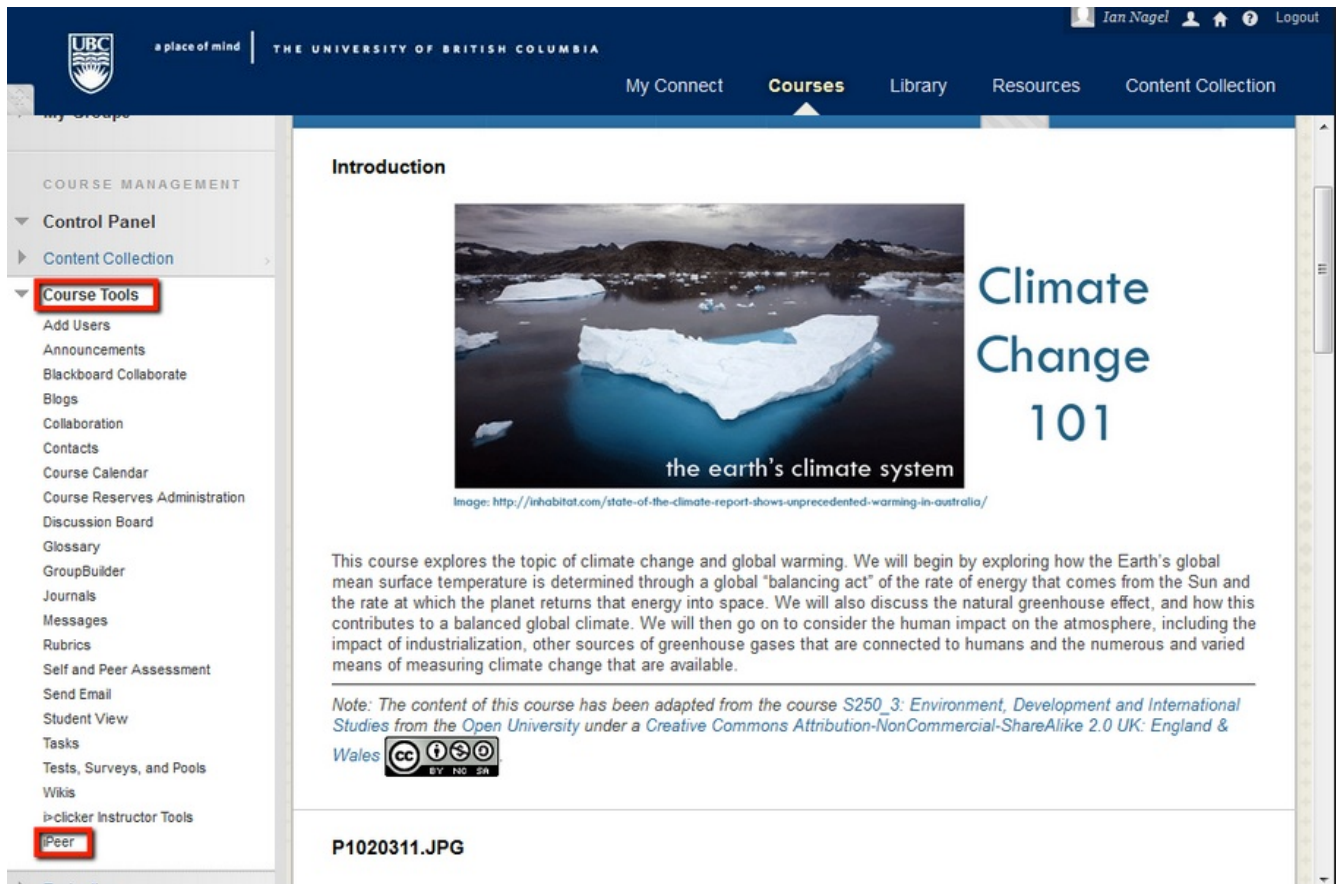 Ian Nagel Logout
UBC
a place of mind THE UNIVERSITY OF BRITISH COLUMBIA
My Connect Courses Library Resources Content Collection
My Groups
COURSE MANAGEMENT
Control Panel
Content Collection
Course Tools
Add Users
Announcements
Blackboard Collaborate
Blogs
Collaboration
Contacts
Course Calendar
Course Reserves Administration
Discussion Board
Glossary
GroupBuilder
Journals
Messages
Rubrics
Self and Peer Assessment
Send Email
Student View
Tasks
Tests, Surveys, and Pools
Wikis
i>clicker Instructor Tools
iPeer
Introduction
Climate
Change
101
the earth's climate system
Image: http://inhabitat.com/state-of-the-climate-report-shows-unprecedented-warming-in-australia/
This course explores the topic of climate change and global warming. We will begin by exploring how the Earth's global
mean surface temperature is determined through a global "balancing act" of the rate of energy that comes from the Sun and
the rate at which the planet returns that energy into space. We will also discuss the natural greenhouse effect, and how this
contributes to a balanced global climate. We will then go on to consider the human impact on the atmosphere, including the
impact of industrialization, other sources of greenhouse gases that are connected to humans and the numerous and varied
means of measuring climate change that are available.
Note: The content of this course has been adapted from the course S250_3: Environment, Development and International
Studies from the Open University under a Creative Commons Attribution-NonCommercial-ShareAlike 2.0 UK: England &
Wales cc BY NC SA.
P1020311.JPG